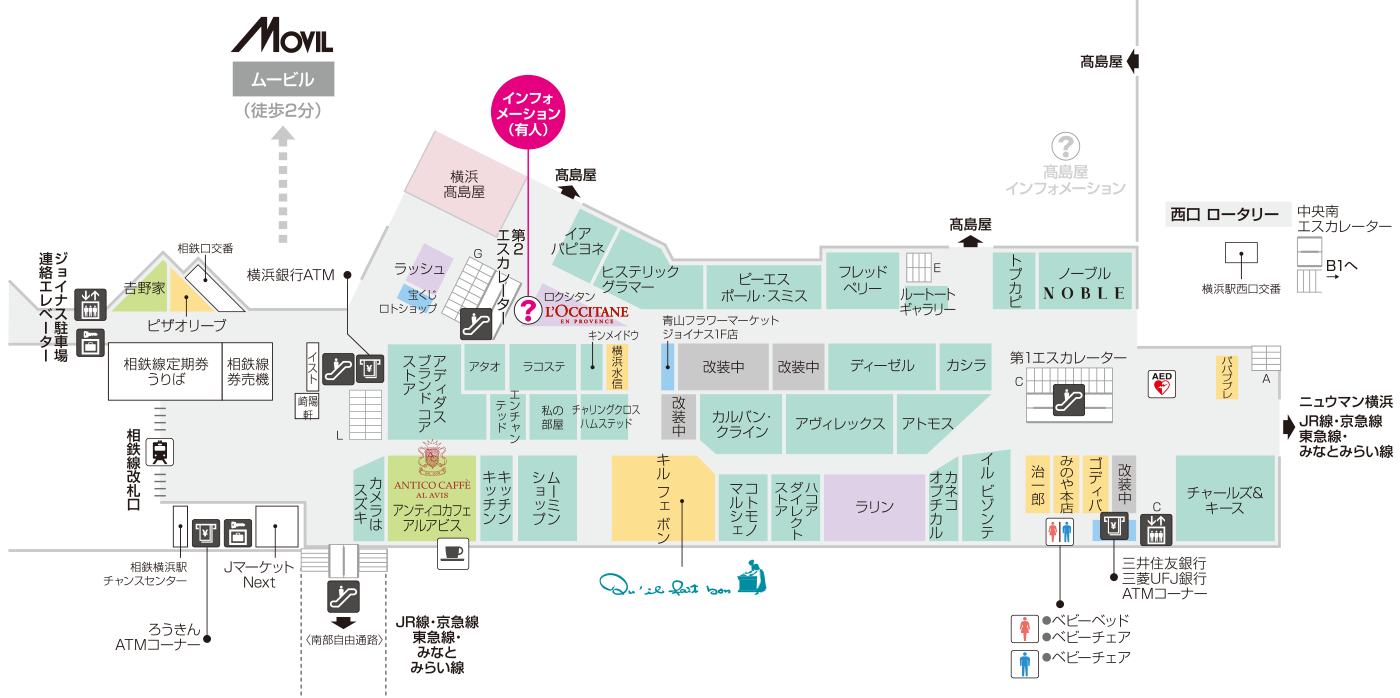 MOVIL
ムービル
（徒歩2分）
インフォ
メーション
（有人）
髙島屋
?
髙島屋
インフォメーション
横浜
髙島屋
髙島屋
髙島屋
西口 ロータリー
中央南
エスカレーター
B1へ
横浜駅西口交番
ジョイナス駐車場
連絡エレベーター
相鉄口交番
吉野家
ピザオリーブ
横浜銀行ATM
ラッシュ
宝くじ
ロトショップ
G
第2
エスカレーター
?
ロクシタン
L'OCCITANE
EN PROVENCE
イア
パピヨネ
ヒステリック
グラマー
ピーエス
ポール・スミス
フレッド
ペリー
E
ルートート
ギャラリー
トプカピ
ノーブル
NOBLE
キンメイドウ
青山フラワーマーケット
ジョイナス1F店
相鉄線定期券
うりば
相鉄線
券売機
イスト
崎陽
軒
¥
L
アディダス
ブランドコア
ストア
アタオ
ラコステ
横浜水信
改装中
改装中
ディーゼル
カシラ
第1エスカレーター
C
AED
パパブブレ
A
エンチャン
テッド
私の
部屋
チャリングクロス
ハムステッド
改装中
カルバン・
クライン
アヴィレックス
アトモス
ニュウマン横浜
JR線・京急線
東急線・
みなとみらい線
相鉄線改札口
カメラは
スズキ
ANTICO CAFFÈ
AL AVIS
アンティコカフェ
アルアビス
キッチン
キッチン
ムーミン
ショップ
キル フェ ボン
コトモノ
マルシェ
ハコア
ダイレクト
ストア
ラリン
カネコ
オプチカル
イル ビゾンテ
治一郎
みのや本店
ゴディバ
改装中
¥
C
チャールズ&
キース
相鉄横浜駅
チャンスセンター
¥
Jマーケット
Next
ろうきん
ATMコーナー
〈南部自由通路〉
JR線・京急線
東急線・
みなと
みらい線
Qu'il fait bon
三井住友銀行
三菱UFJ銀行
ATMコーナー
●ベビーベッド
●ベビーチェア
●ベビーチェア